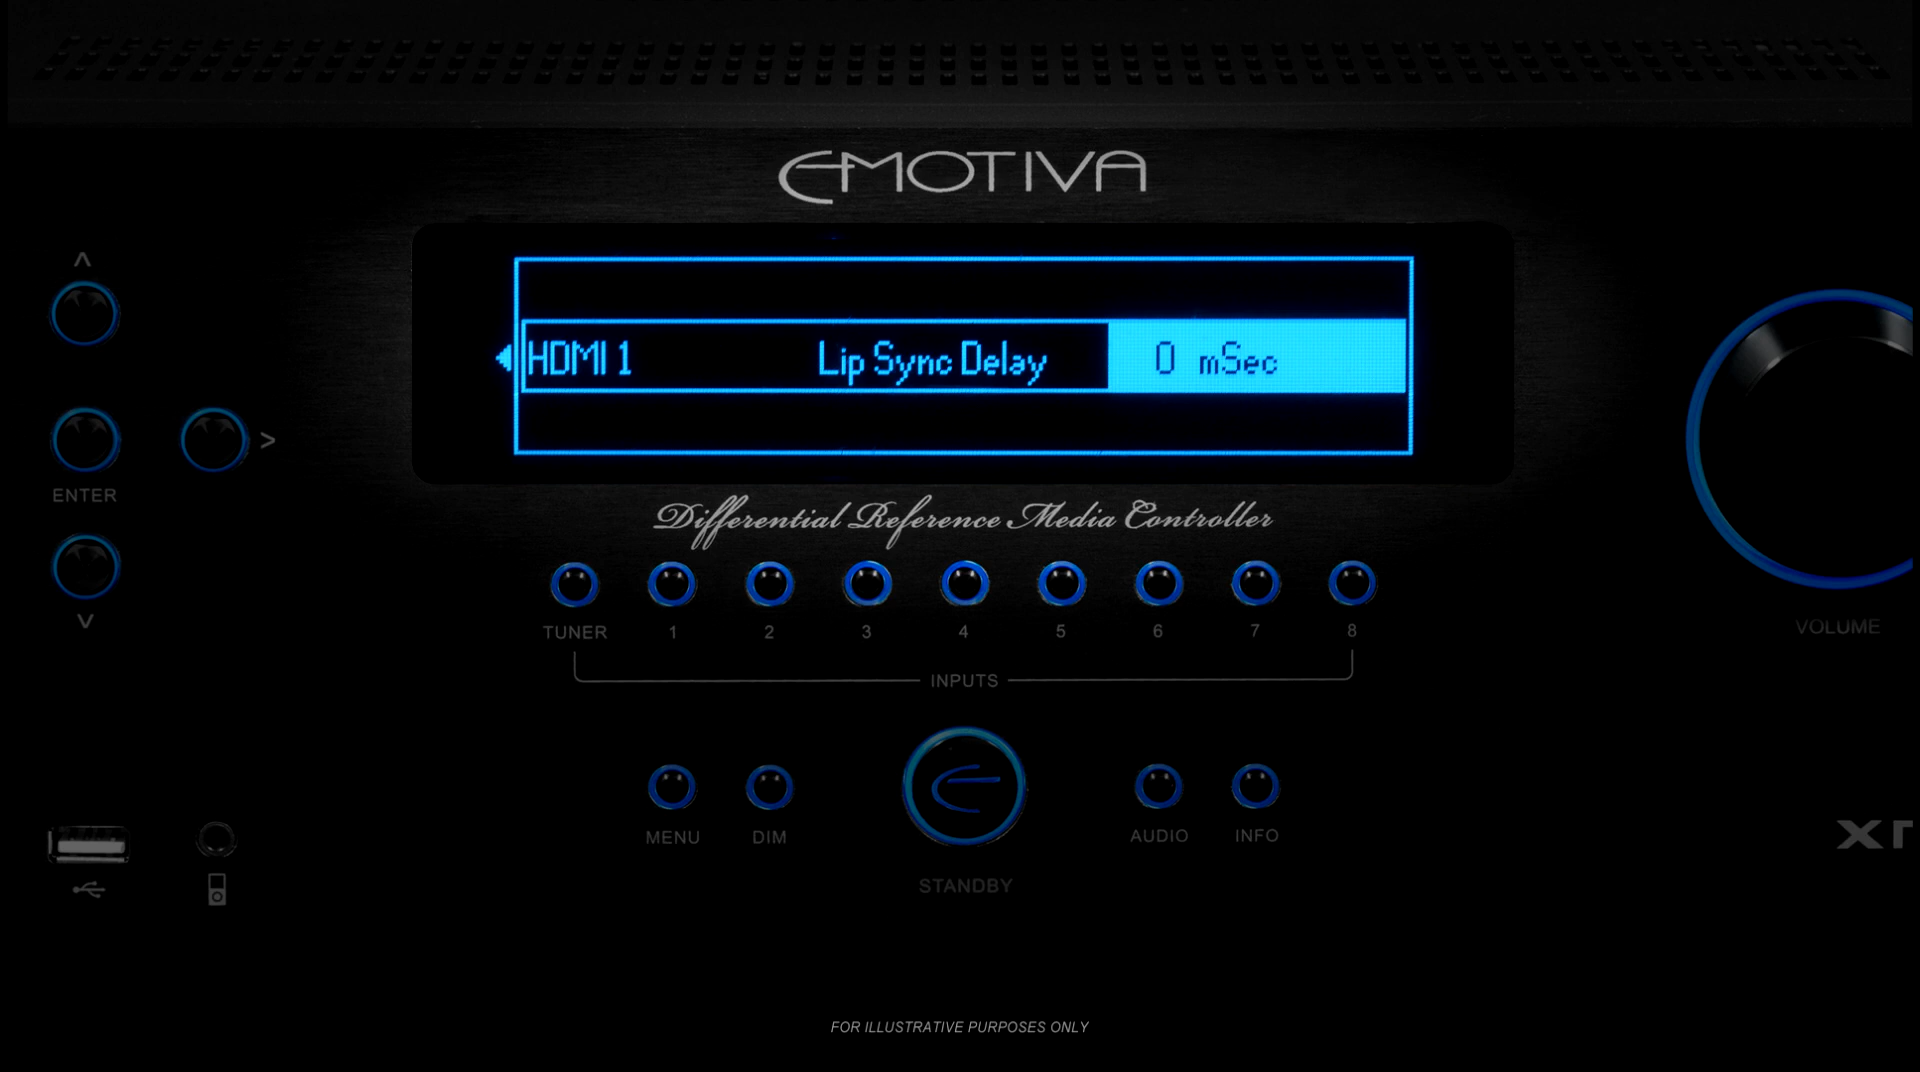 EMOTIVA
HDMI 1 Lip Sync Delay 0 mSec
Differential Reference Media Controller
ENTER
TUNER 1 2 3 4 5 6 7 8
INPUTS
VOLUME
MENU DIM AUDIO INFO
STANDBY
FOR ILLUSTRATIVE PURPOSES ONLY